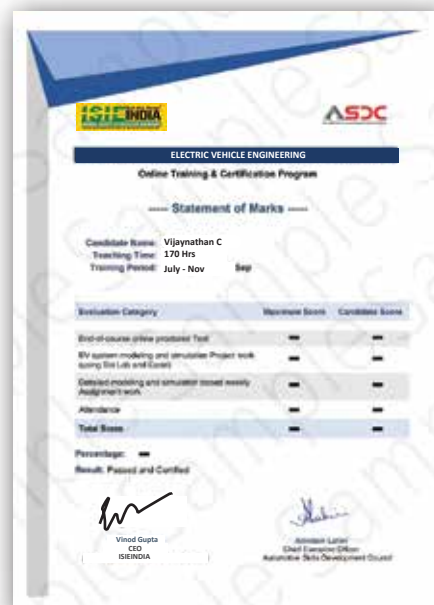 ISIEINDIA
ASDC
ELECTRIC VEHICLE ENGINEERING
Online Training & Certification Program
----- Statement of Marks -----
Candidate Name: Vijaynathan C
Teaching Time: 170 Hrs
Training Period: July - Nov Sep
Evaluation Category Maximum Score Candidate Score
End-of-course online proctored Test
EV system modeling and simulation Project work
Detailed modeling and simulation based weekly
Assignment work
Attendance
Total Score
Percentage:
Result: Passed and Certified
Vinod Gupta
CEO
ISIEINDIA
Chief Executive Officer
Automotive Skills Development Council
Sample